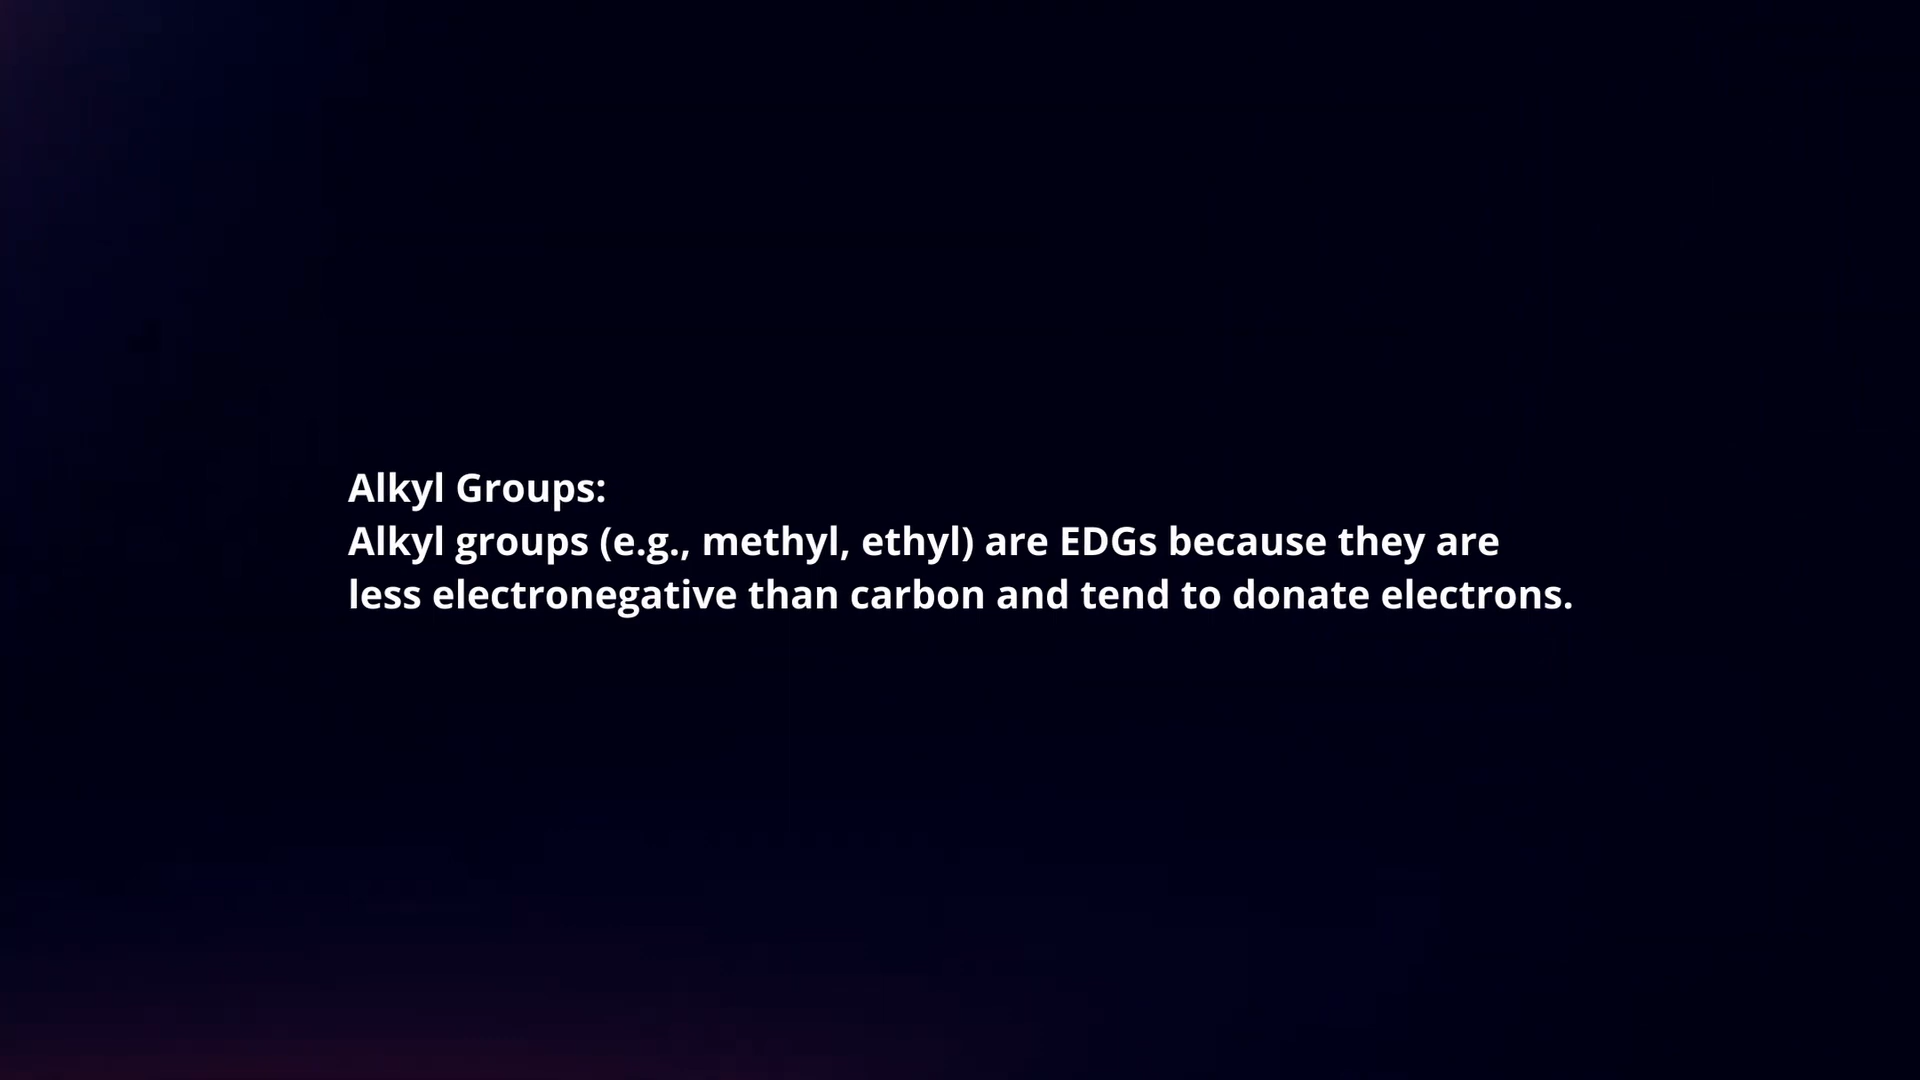 Alkyl Groups:
Alkyl groups (e.g., methyl, ethyl) are EDGs because they are
less electronegative than carbon and tend to donate electrons.